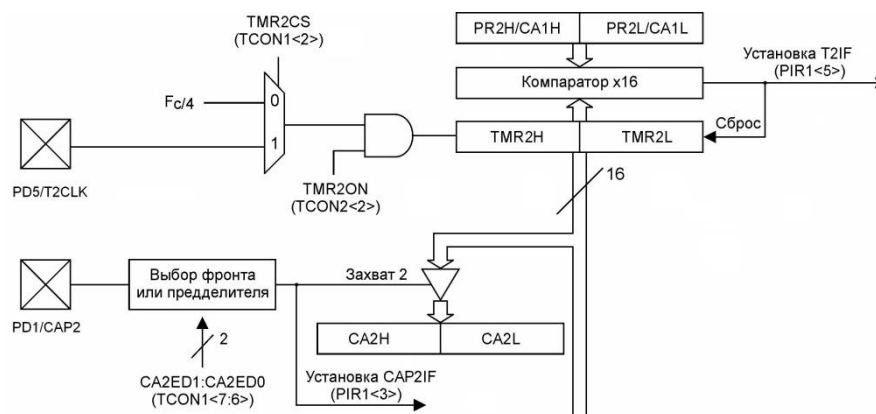 TMR2CS
(TCON1<2>)
PR2H/CA1H
PR2L/CA1L
Установка T2IF
(PIR1<5>)
Компаратор x16
Fc/4
0
1
TMR2H
TMR2L
Сброс
PD5/T2CLK
TMR2ON
(TCON2<2>)
16
Выбор фронта
или предделителя
Захват 2
PD1/CAP2
2
CA2H
CA2L
CA2ED1:CA2ED0
(TCON1<7:6>)
Установка CAP2IF
(PIR1<3>)